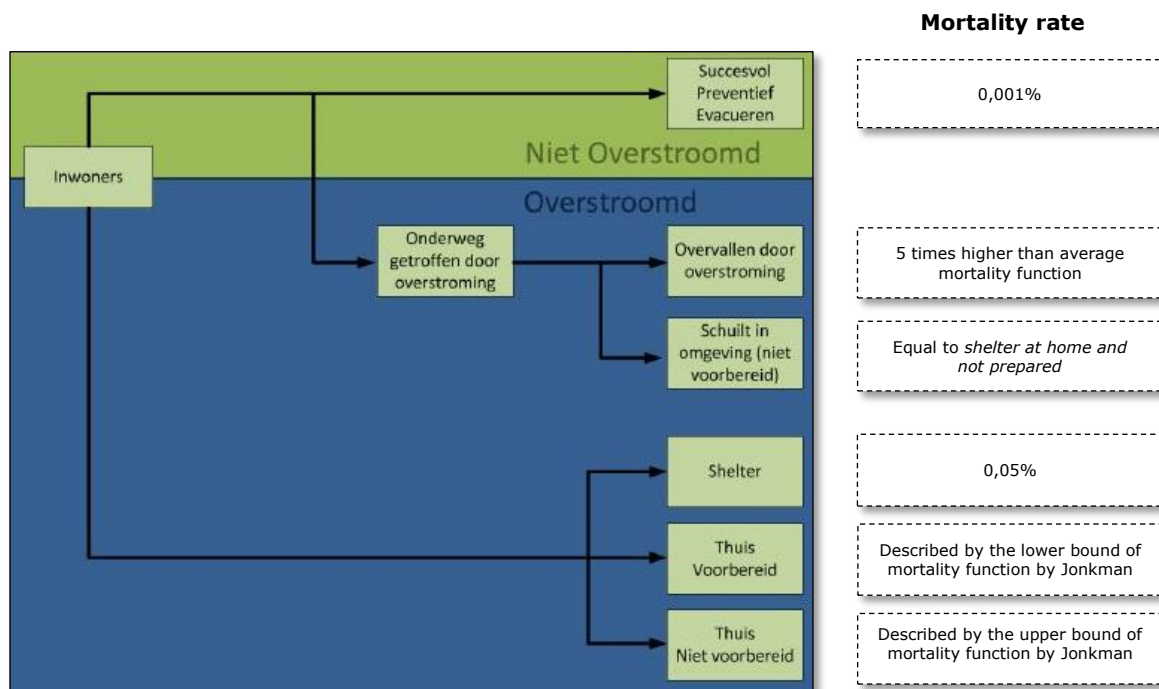 Mortality rate
Succesvol
Preventief
Evacueren
0,001%
Niet Overstroomd
Inwoners
Overstroomd
Onderweg
getroffen door
overstroming
Overvallen door
overstroming
5 times higher than average
mortality function
Schuilt in
omgeving (niet
voorbereid)
Equal to shelter at home and
not prepared
Shelter
0,05%
Thuis
Voorbereid
Described by the lower bound of
mortality function by Jonkman
Thuis
Niet voorbereid
Described by the upper bound of
mortality function by Jonkman